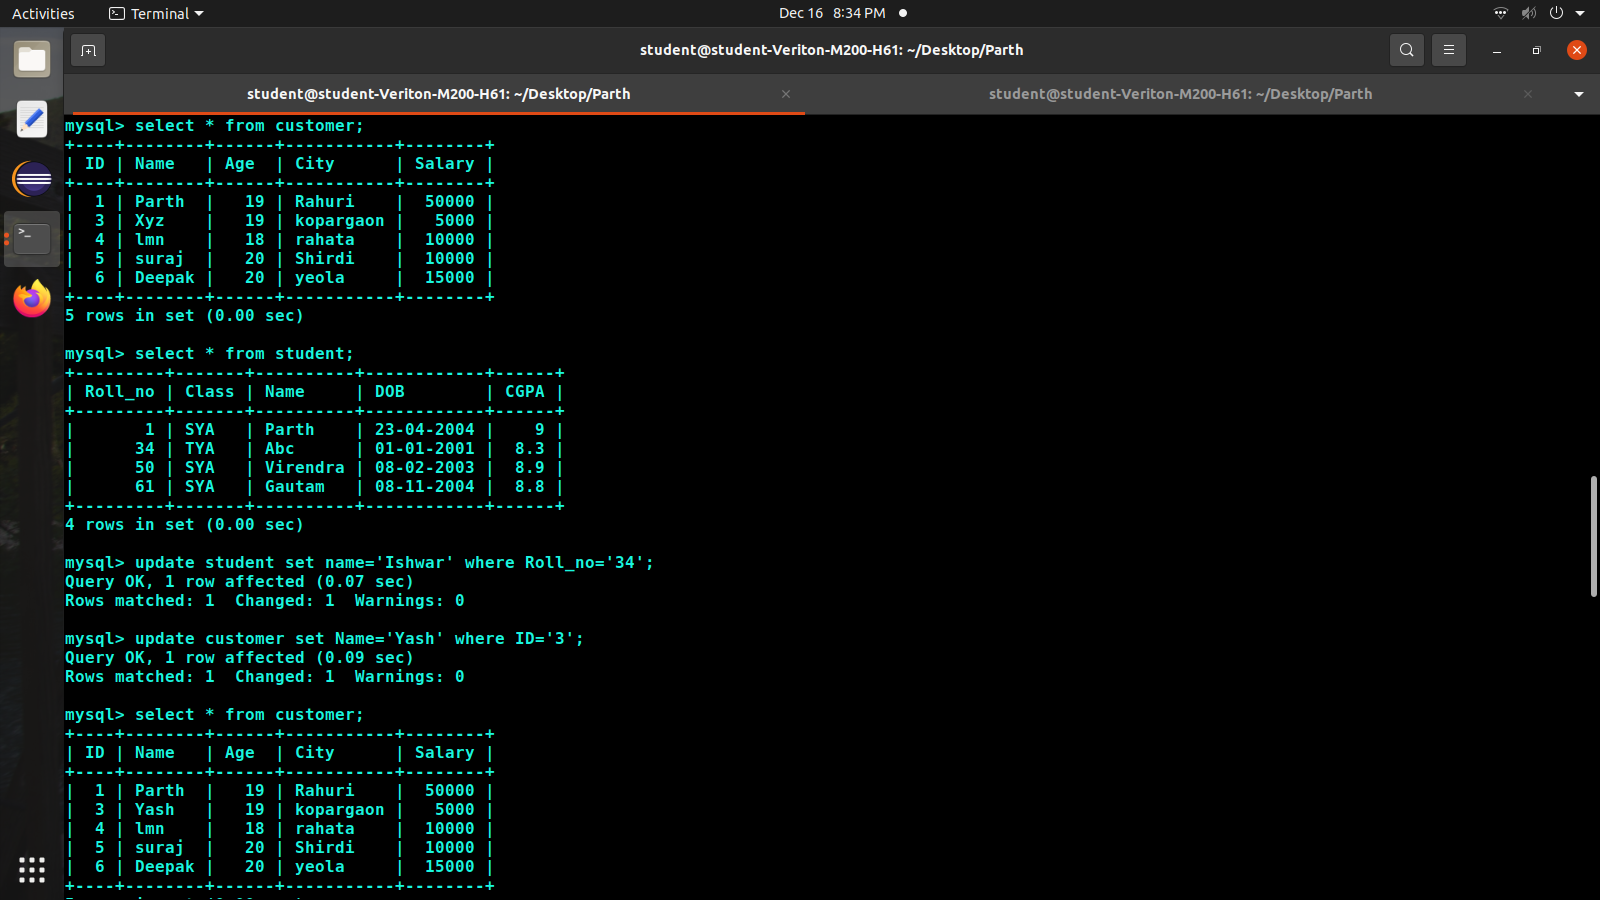 Activities Terminal Dec 16 8:34 PM
student@student-Veriton-M200-H61: ~/Desktop/Parth
student@student-Veriton-M200-H61: ~/Desktop/Parth student@student-Veriton-M200-H61: ~/Desktop/Parth
mysql> select * from customer;
+----+--------+------+-----------+--------+
| ID | Name   | Age  | City      | Salary |
+----+--------+------+-----------+--------+
|  1 | Parth  |   19 | Rahuri    |  50000 |
|  3 | Xyz    |   19 | kopargaon |   5000 |
|  4 | lmn    |   18 | rahata    |  10000 |
|  5 | suraj  |   20 | Shirdi    |  10000 |
|  6 | Deepak |   20 | yeola     |  15000 |
+----+--------+------+-----------+--------+
5 rows in set (0.00 sec)
mysql> select * from student;
+---------+-------+----------+------------+------+
| Roll_no | Class | Name     | DOB        | CGPA |
+---------+-------+----------+------------+------+
|       1 | SYA   | Parth    | 23-04-2004 |    9 |
|      34 | TYA   | Abc      | 01-01-2001 |  8.3 |
|      50 | SYA   | Virendra | 08-02-2003 |  8.9 |
|      61 | SYA   | Gautam   | 08-11-2004 |  8.8 |
+---------+-------+----------+------------+------+
4 rows in set (0.00 sec)
mysql> update student set name='Ishwar' where Roll_no='34';
Query OK, 1 row affected (0.07 sec)
Rows matched: 1  Changed: 1  Warnings: 0
mysql> update customer set Name='Yash' where ID='3';
Query OK, 1 row affected (0.09 sec)
Rows matched: 1  Changed: 1  Warnings: 0
mysql> select * from customer;
+----+--------+------+-----------+--------+
| ID | Name   | Age  | City      | Salary |
+----+--------+------+-----------+--------+
|  1 | Parth  |   19 | Rahuri    |  50000 |
|  3 | Yash   |   19 | kopargaon |   5000 |
|  4 | lmn    |   18 | rahata    |  10000 |
|  5 | suraj  |   20 | Shirdi    |  10000 |
|  6 | Deepak |   20 | yeola     |  15000 |
+----+--------+------+-----------+--------+